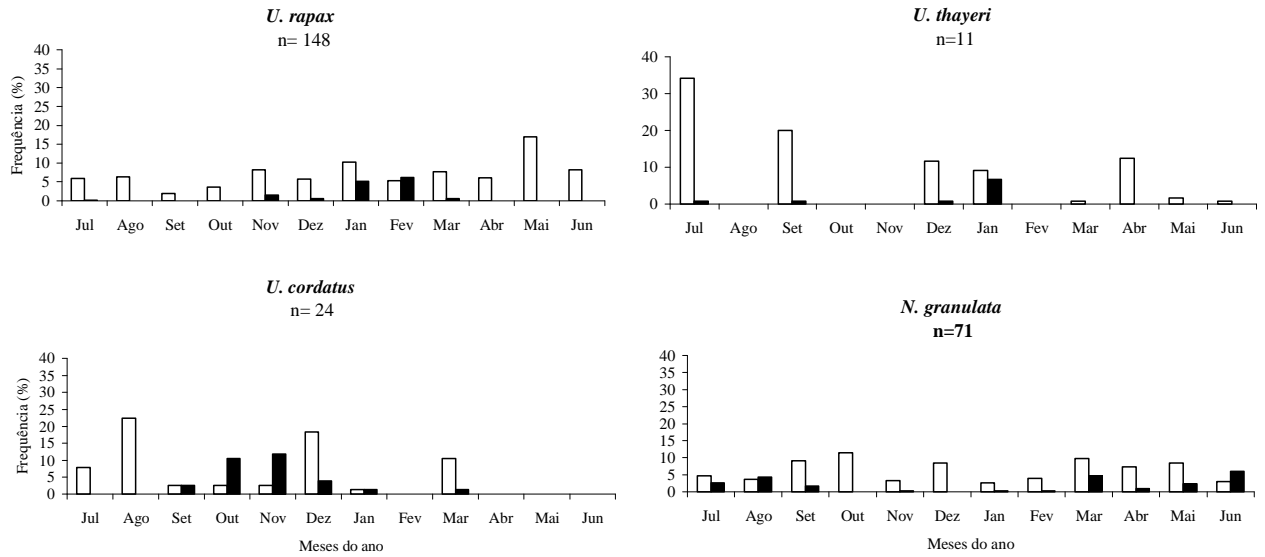 U. rapax
n= 148
Frequência (%)
40
35
30
25
20
15
10
5
0
Jul Ago Set Out Nov Dez Jan Fev Mar Abr Mai Jun
U. thayeri
n=11
40
30
20
10
0
Jul Ago Set Out Nov Dez Jan Fev Mar Abr Mai Jun
U. cordatus
n= 24
Frequência (%)
40
35
30
25
20
15
10
5
0
Jul Ago Set Out Nov Dez Jan Fev Mar Abr Mai Jun
Meses do ano
N. granulata
n=71
40
35
30
25
20
15
10
5
0
Jul Ago Set Out Nov Dez Jan Fev Mar Abr Mai Jun
Meses do ano